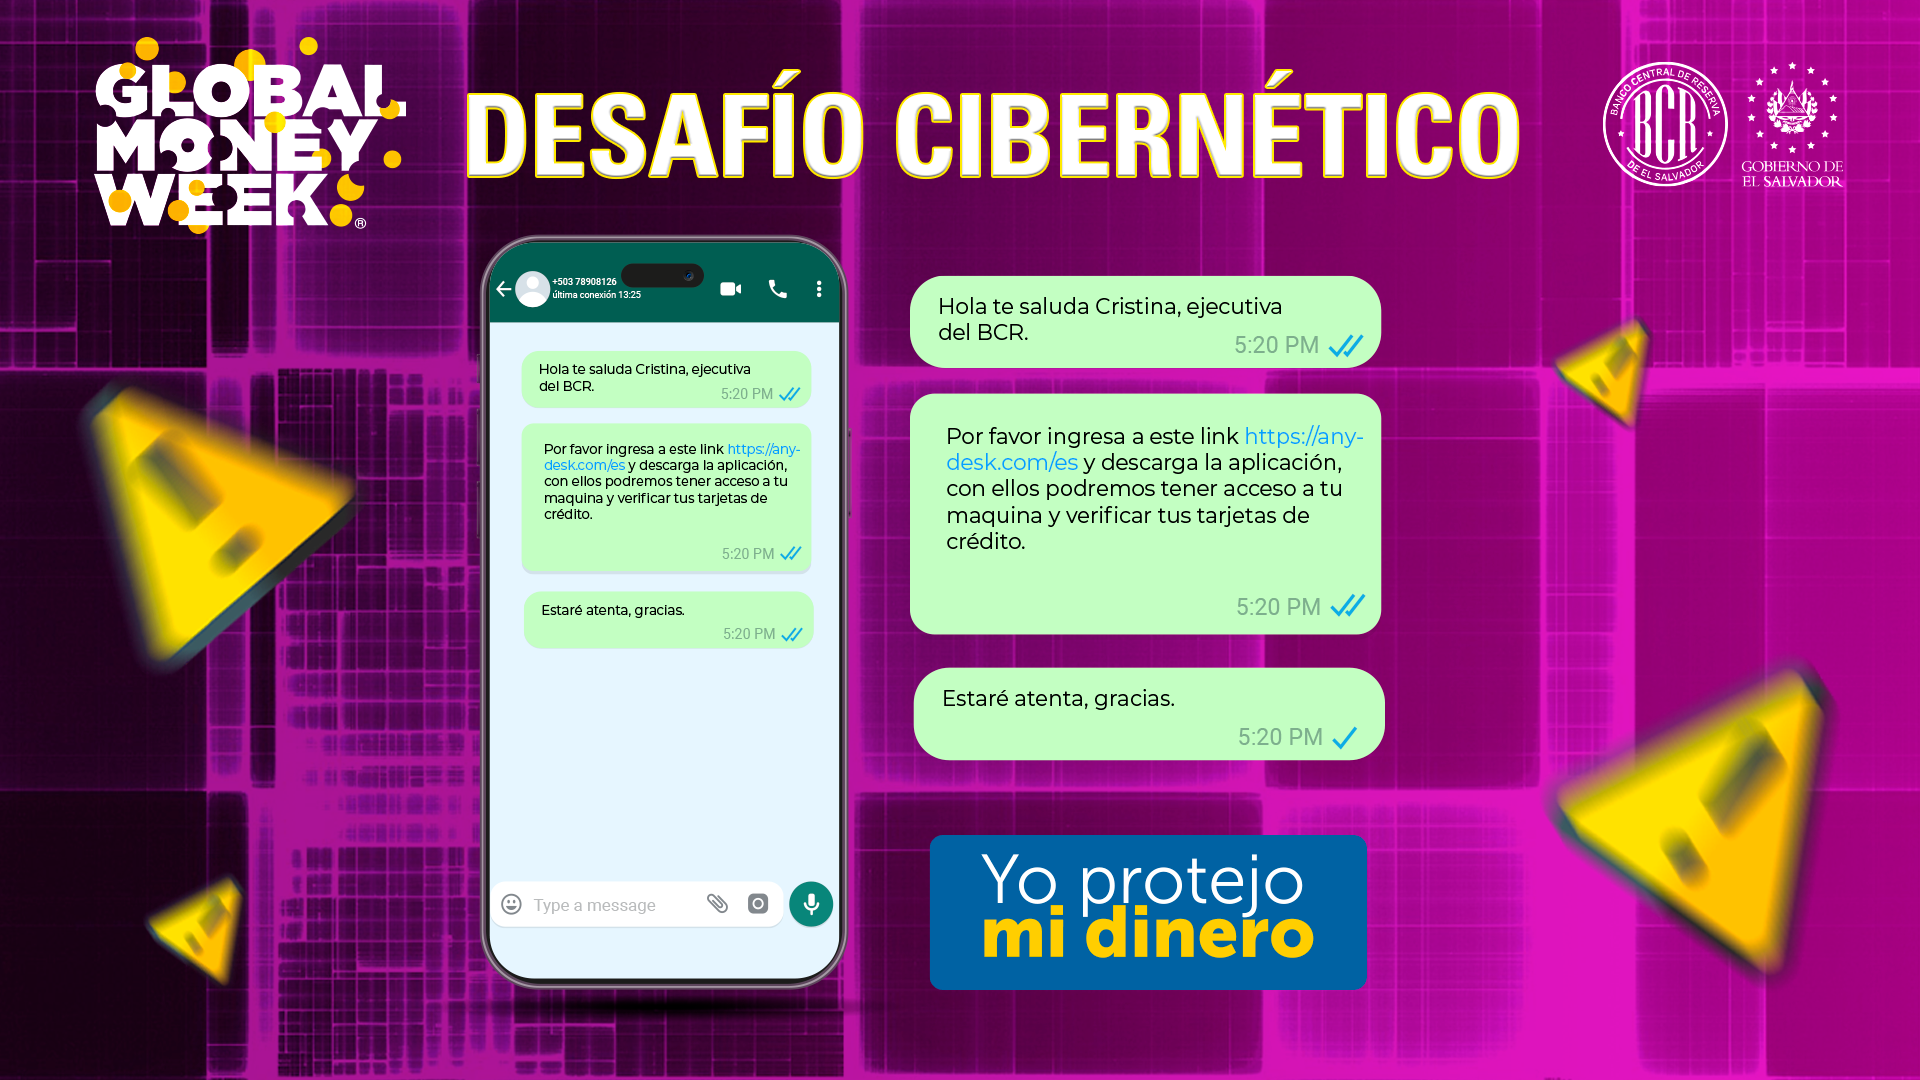 GLOBAL
MONEY
WEEK®
DESAFÍO CIBERNÉTICO
BANCO CENTRAL DE RESERVA
BCR
DE EL SALVADOR
GOBIERNO DE
EL SALVADOR
+503 78908126
última conexión 13:25
Hola te saluda Cristina, ejecutiva
del BCR.
5:20 PM
Por favor ingresa a este link https://any-
desk.com/es y descarga la aplicación,
con ellos podremos tener acceso a tu
maquina y verificar tus tarjetas de
crédito.
5:20 PM
Estaré atenta, gracias.
5:20 PM
Type a message
Hola te saluda Cristina, ejecutiva
del BCR.
5:20 PM
Por favor ingresa a este link https://any-
desk.com/es y descarga la aplicación,
con ellos podremos tener acceso a tu
maquina y verificar tus tarjetas de
crédito.
5:20 PM
Estaré atenta, gracias.
5:20 PM
Yo protejo
mi dinero